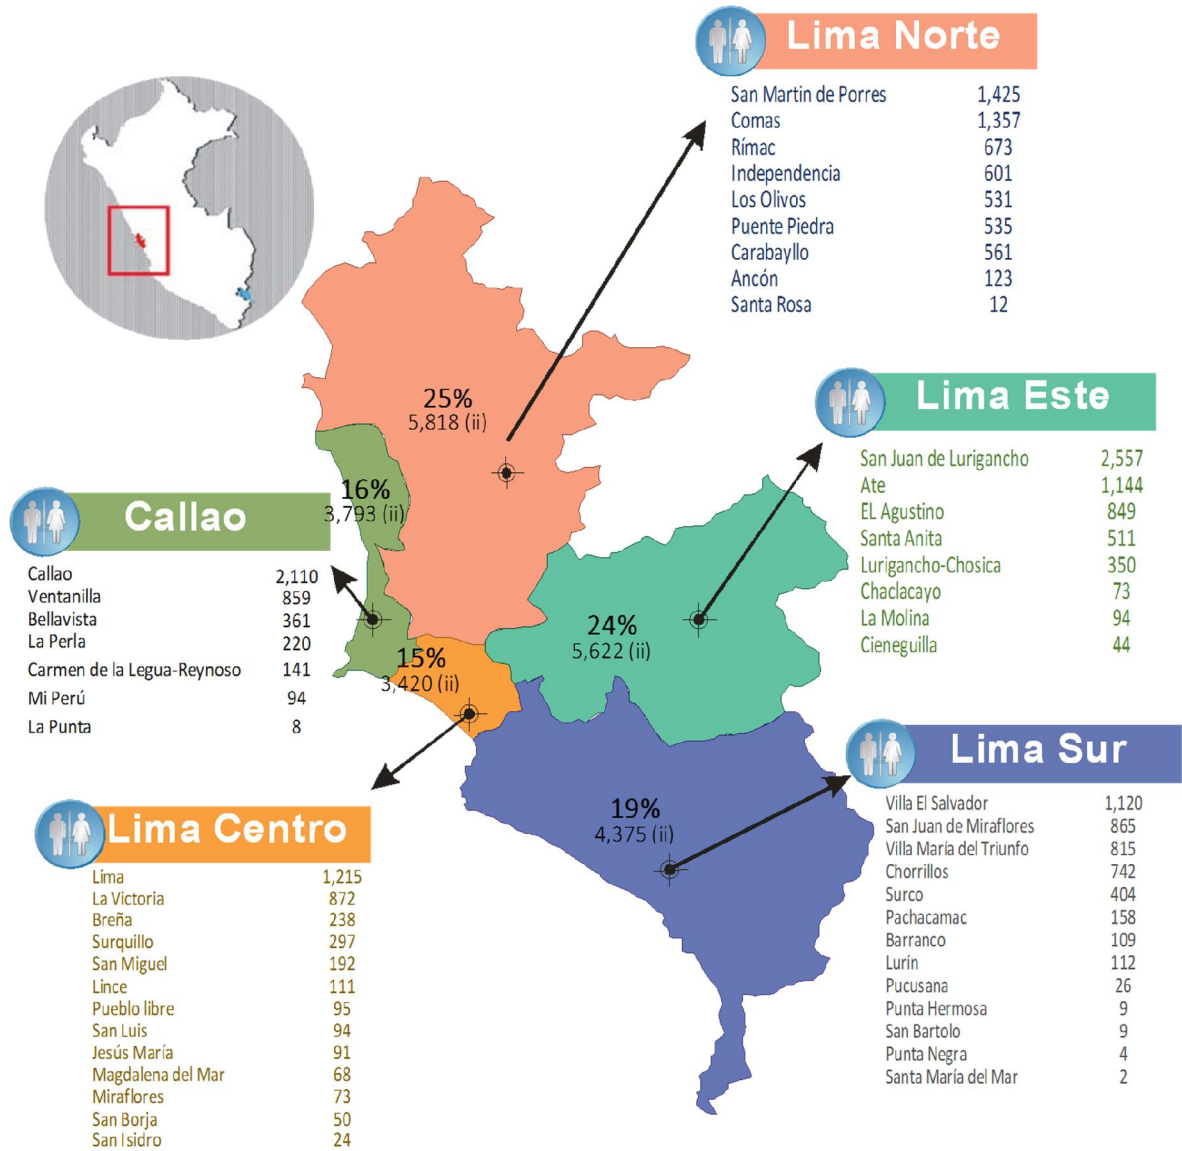 Lima Norte
San Martin de Porres 1,425
Comas 1,357
Rímac 673
Independencia 601
Los Olivos 531
Puente Piedra 535
Carabayllo 561
Ancón 123
Santa Rosa 12
25%
5,818 (ii)
Lima Este
San Juan de Lurigancho 2,557
Ate 1,144
EL Agustino 849
Santa Anita 511
Lurigancho-Chosica 350
Chaclacayo 73
La Molina 94
Cieneguilla 44
16%
3,793 (ii)
Callao
Callao 2,110
Ventanilla 859
Bellavista 361
La Perla 220
Carmen de la Legua-Reynoso 141
Mi Perú 94
La Punta 8
24%
5,622 (ii)
15%
3,420 (ii)
Lima Sur
Villa El Salvador 1,120
San Juan de Miraflores 865
Villa María del Triunfo 815
Chorrillos 742
Surco 404
Pachacamac 158
Barranco 109
Lurín 112
Pucusana 26
Punta Hermosa 9
San Bartolo 9
Punta Negra 4
Santa María del Mar 2
19%
4,375 (ii)
Lima Centro
Lima 1,215
La Victoria 872
Breña 238
Surquillo 297
San Miguel 192
Lince 111
Pueblo libre 95
San Luis 94
Jesús María 91
Magdalena del Mar 68
Miraflores 73
San Borja 50
San Isidro 24